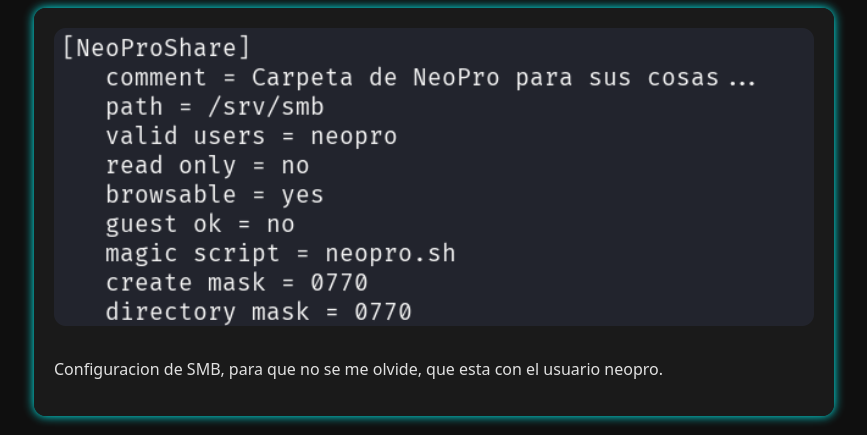 [NeoProShare]
comment = Carpeta de NeoPro para sus cosas...
path = /srv/smb
valid users = neopro
read only = no
browsable = yes
guest ok = no
magic script = neopro.sh
create mask = 0770
directory mask = 0770
Configuracion de SMB, para que no se me olvide, que esta con el usuario neopro.